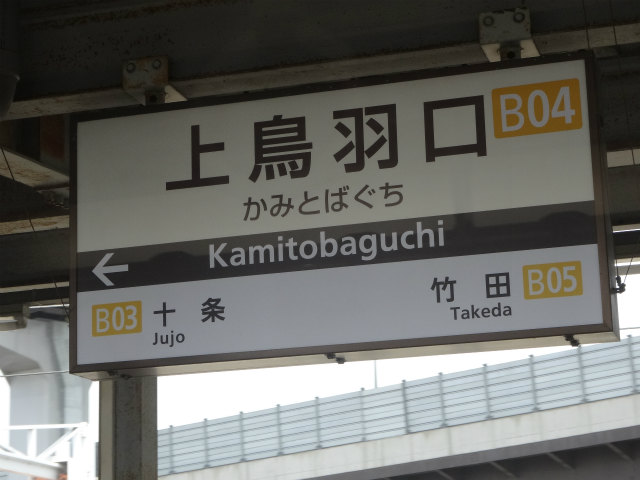 上鳥羽口 B04
かみとばぐち
Kamitobaguchi
B03 十条
Jujo
竹田 B05
Takeda